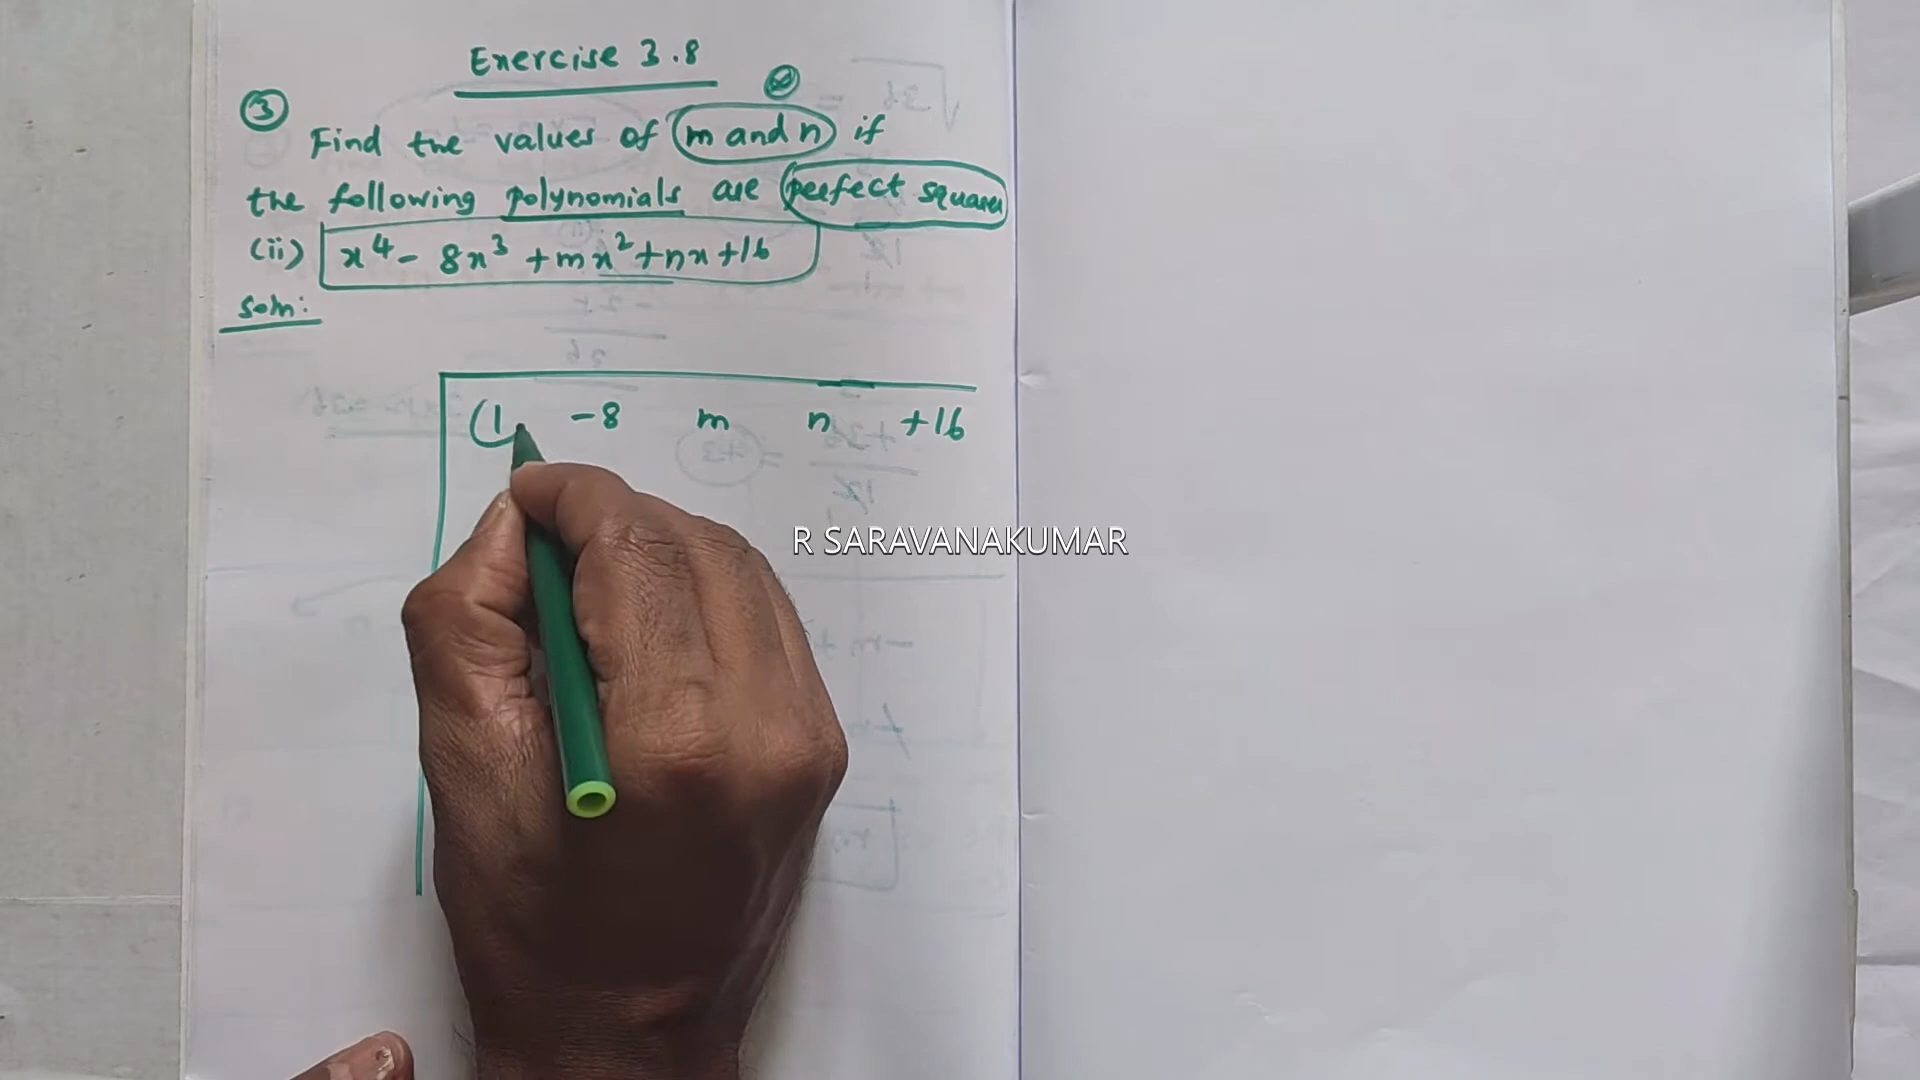 Exercise 3.8
③
Find the values of m and n if
the following polynomials are perfect squares
(ii) x⁴ - 8x³ + mx² + nx + 16
soln:
(1 -8 m n +16
R SARAVANAKUMAR